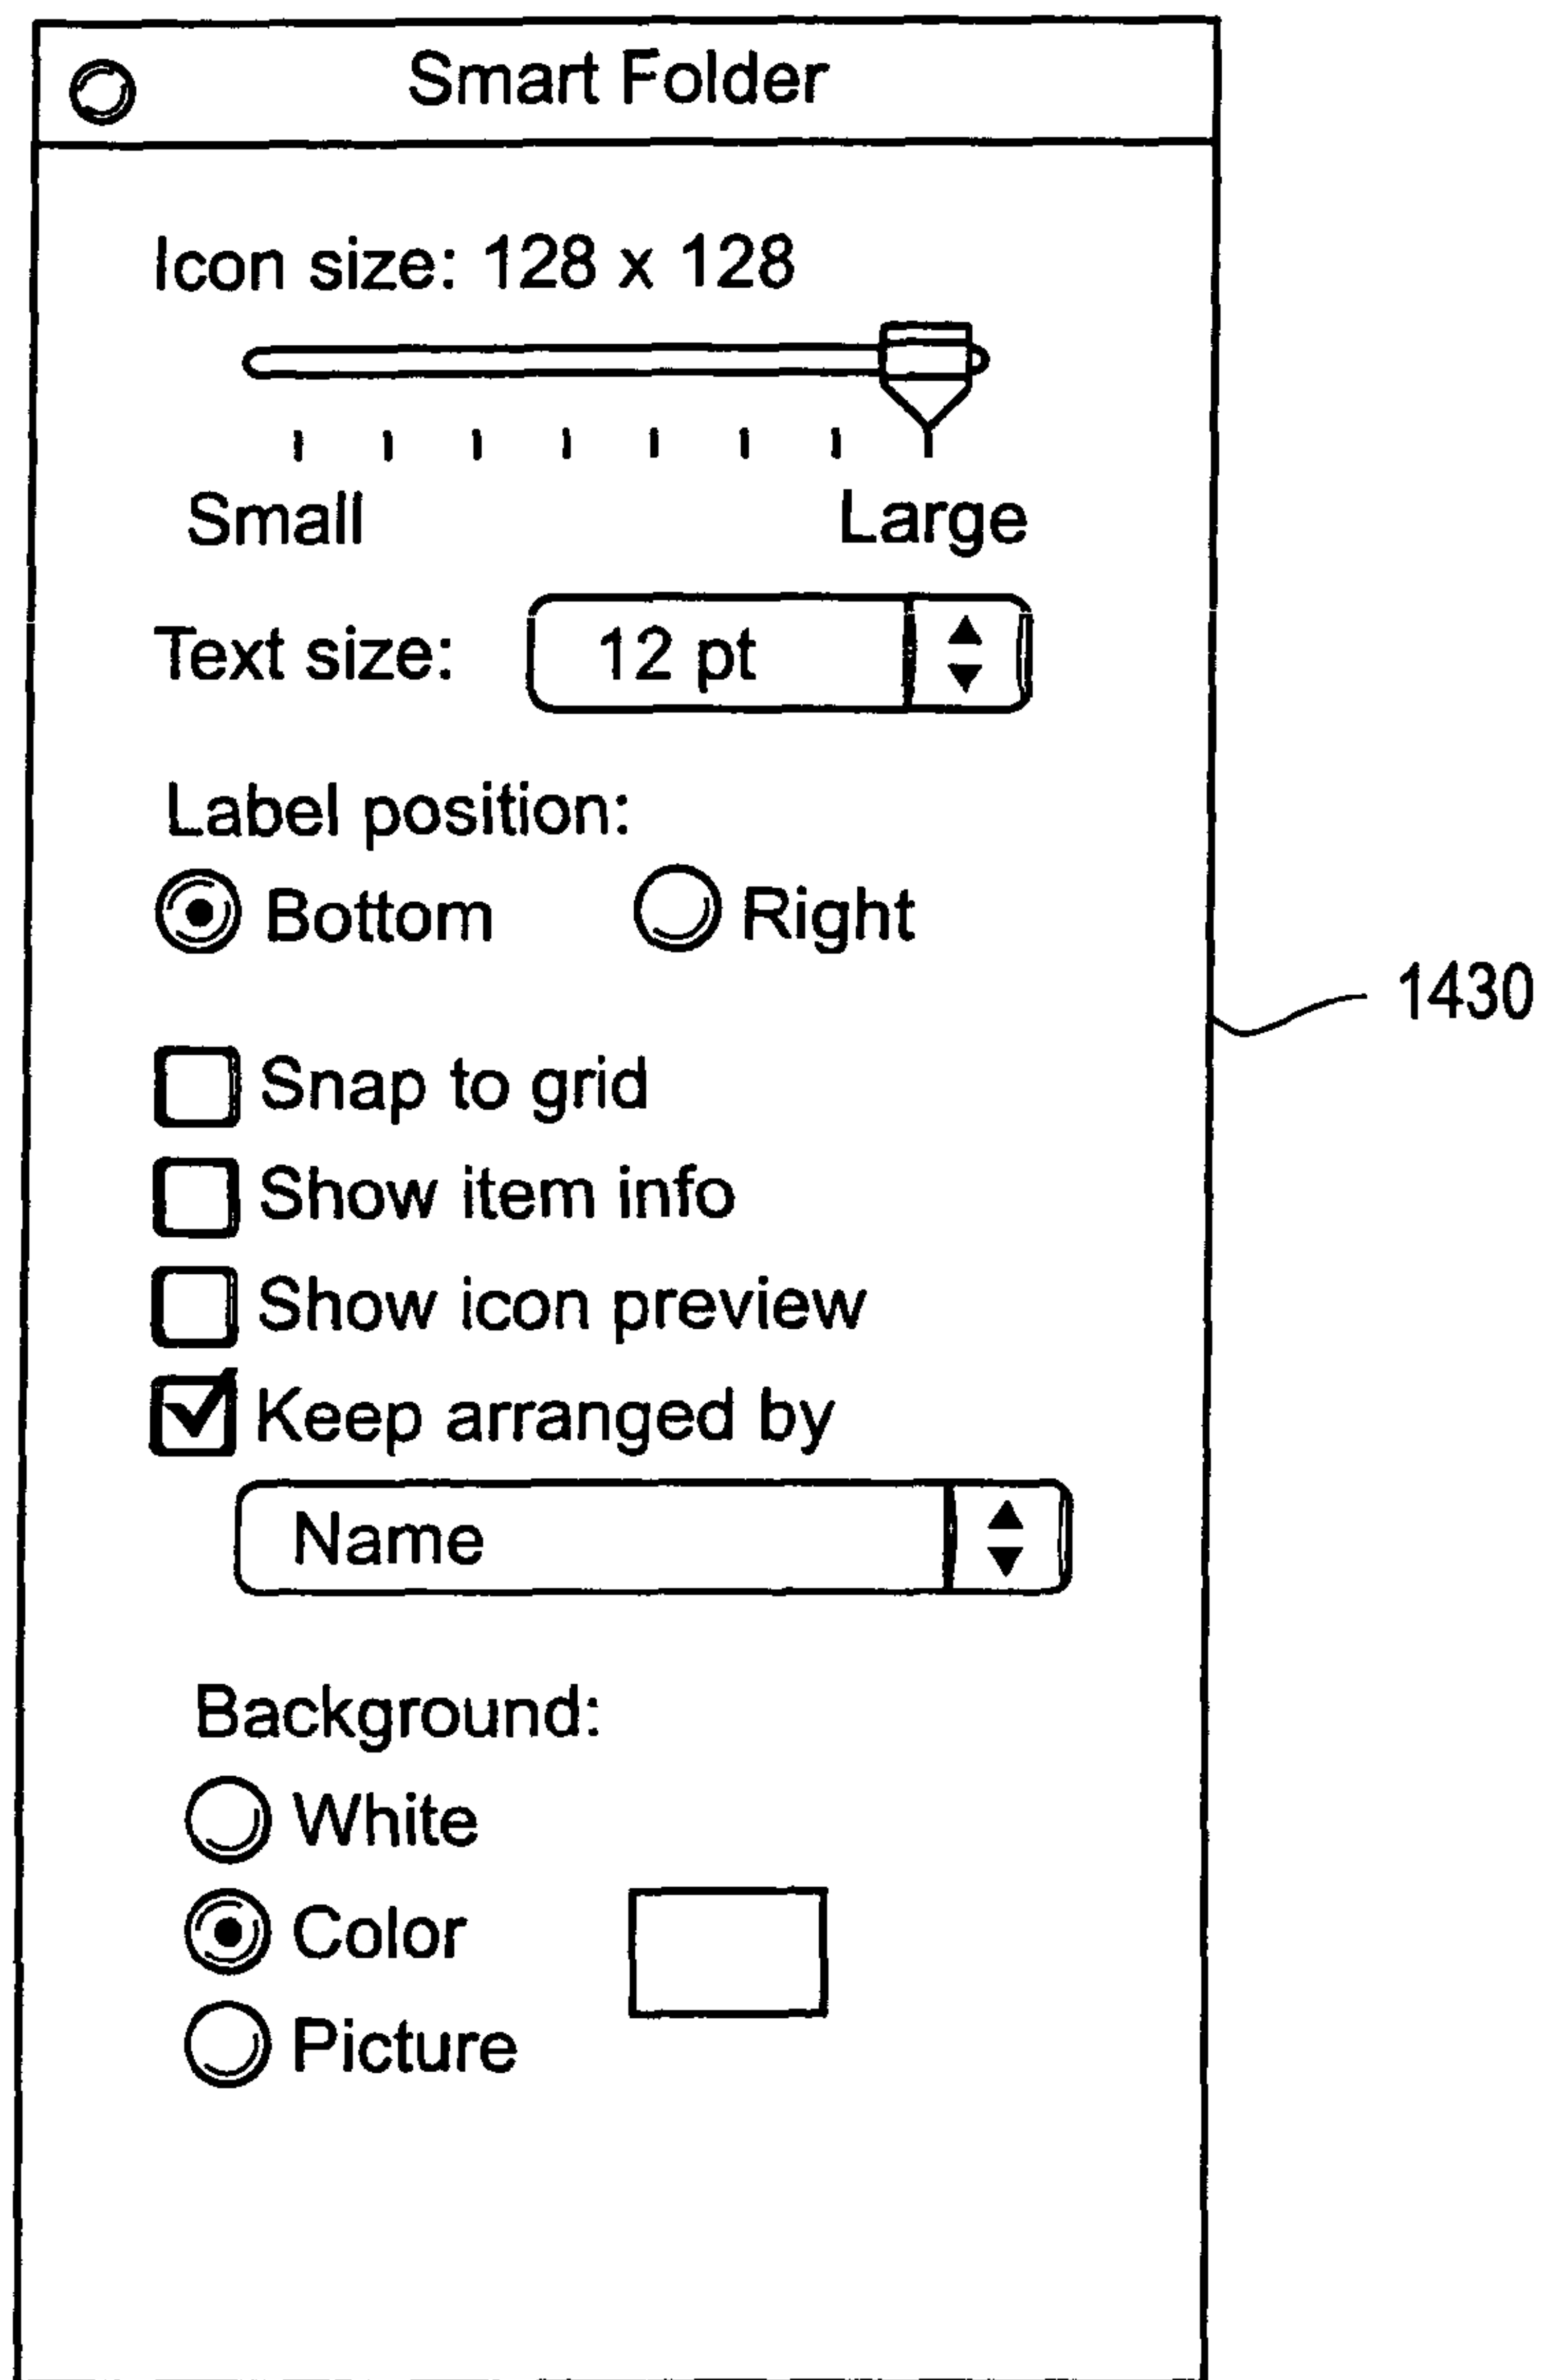 Smart Folder
Icon size: 128 x 128
Small Large
Text size: 12 pt
Label position:
Bottom Right
1430
Snap to grid
Show item info
Show icon preview
Keep arranged by
Name
Background:
White
Color
Picture